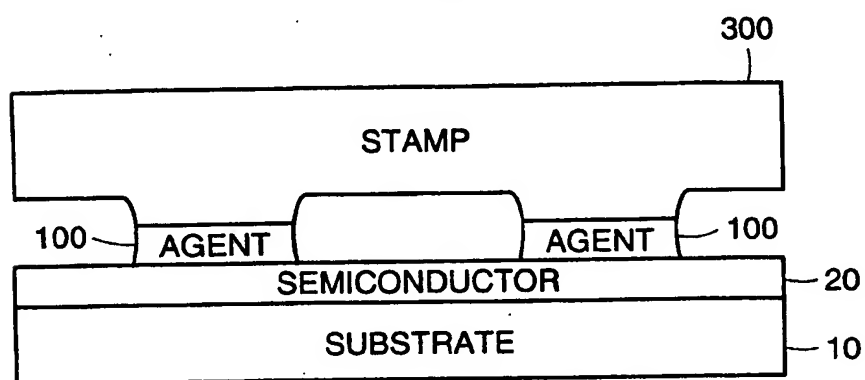 300
STAMP
100 AGENT AGENT 100
SEMICONDUCTOR 20
SUBSTRATE 10